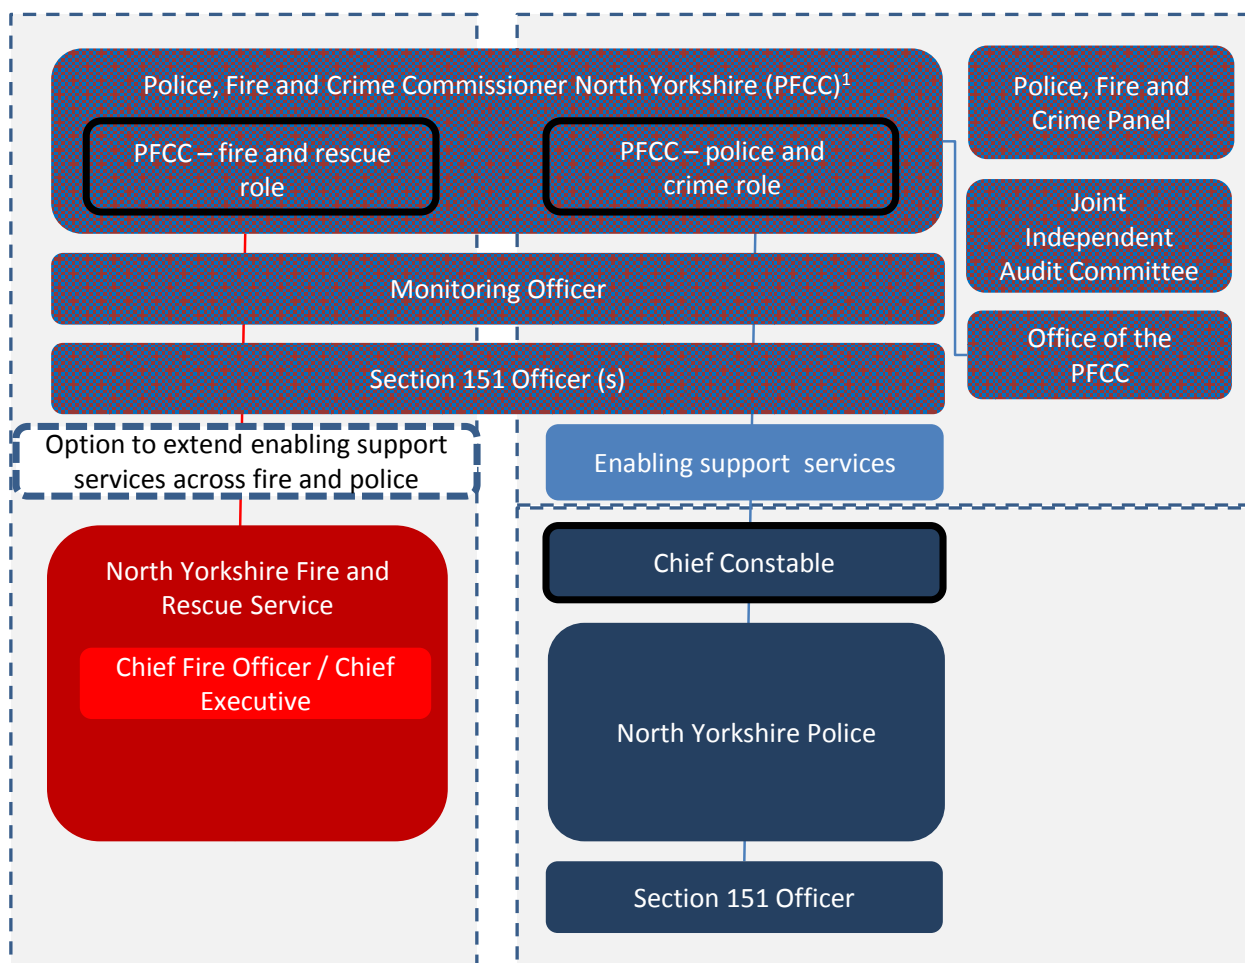 Police, Fire and Crime Commissioner North Yorkshire (PFCC)¹
PFCC – fire and rescue
role
PFCC – police and
crime role
Police, Fire and
Crime Panel
Joint
Independent
Audit Committee
Office of the
PFCC
Monitoring Officer
Section 151 Officer (s)
Option to extend enabling support
services across fire and police
Enabling support services
North Yorkshire Fire and
Rescue Service
Chief Fire Officer / Chief
Executive
Chief Constable
North Yorkshire Police
Section 151 Officer